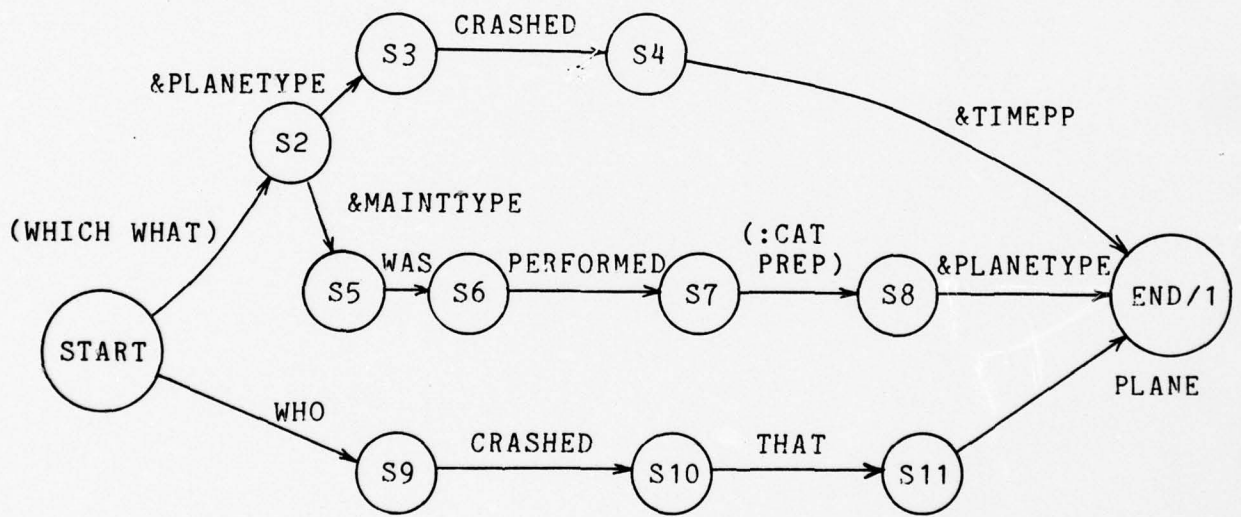 CRASHED
S3
S4
&PLANETYPE
S2
&TIMEPP
&MAINTTYPE
(WHICH WHAT)
(:CAT
PREP)
WAS
PERFORMED
&PLANETYPE
S5
S6
S7
S8
END/1
START
PLANE
WHO
CRASHED
THAT
S9
S10
S11